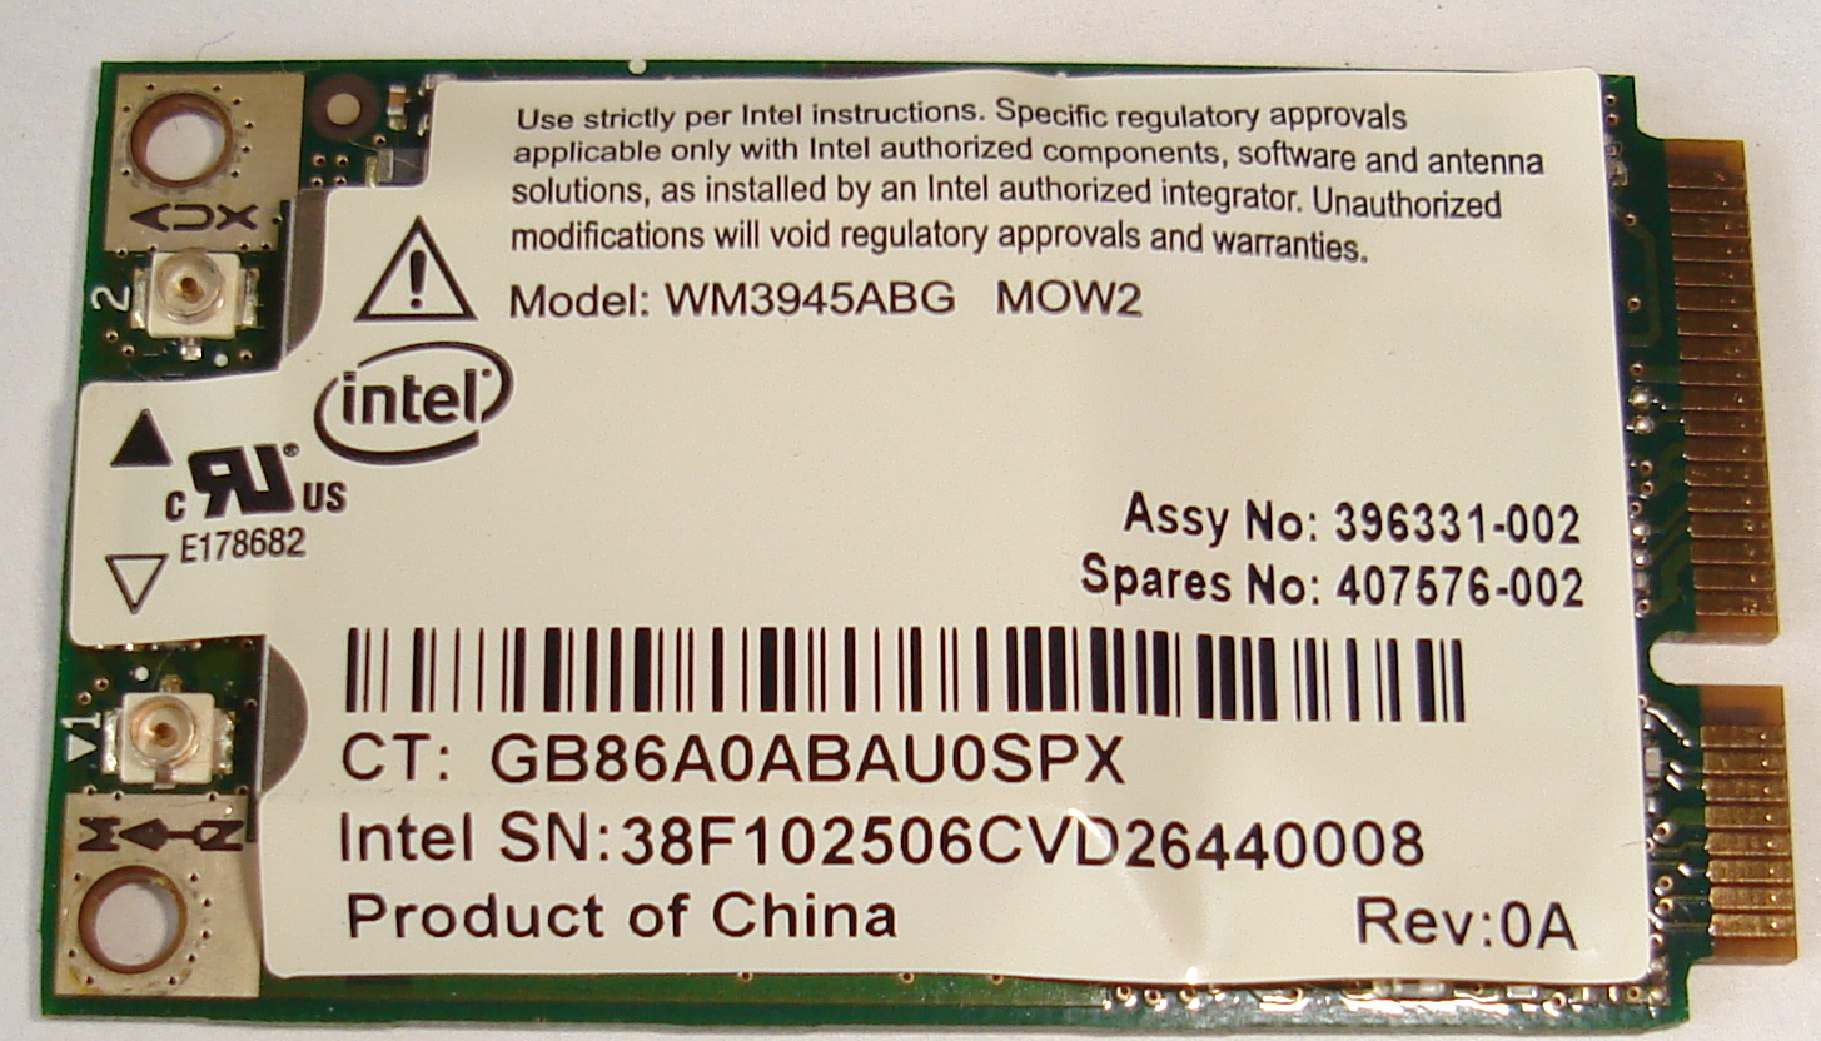 Use strictly per Intel instructions. Specific regulatory approvals
applicable only with Intel authorized components, software and antenna
solutions, as installed by an Intel authorized integrator. Unauthorized
modifications will void regulatory approvals and warranties.
AUX
Model: WM3945ABG MOW2
2
intel®
C RU® US
E178682
Assy No: 396331-002
Spares No: 407576-002
1
CT: GB86A0ABAU0SPX
MAIN
Intel SN:38F102506CVD26440008
Product of China
Rev:0A